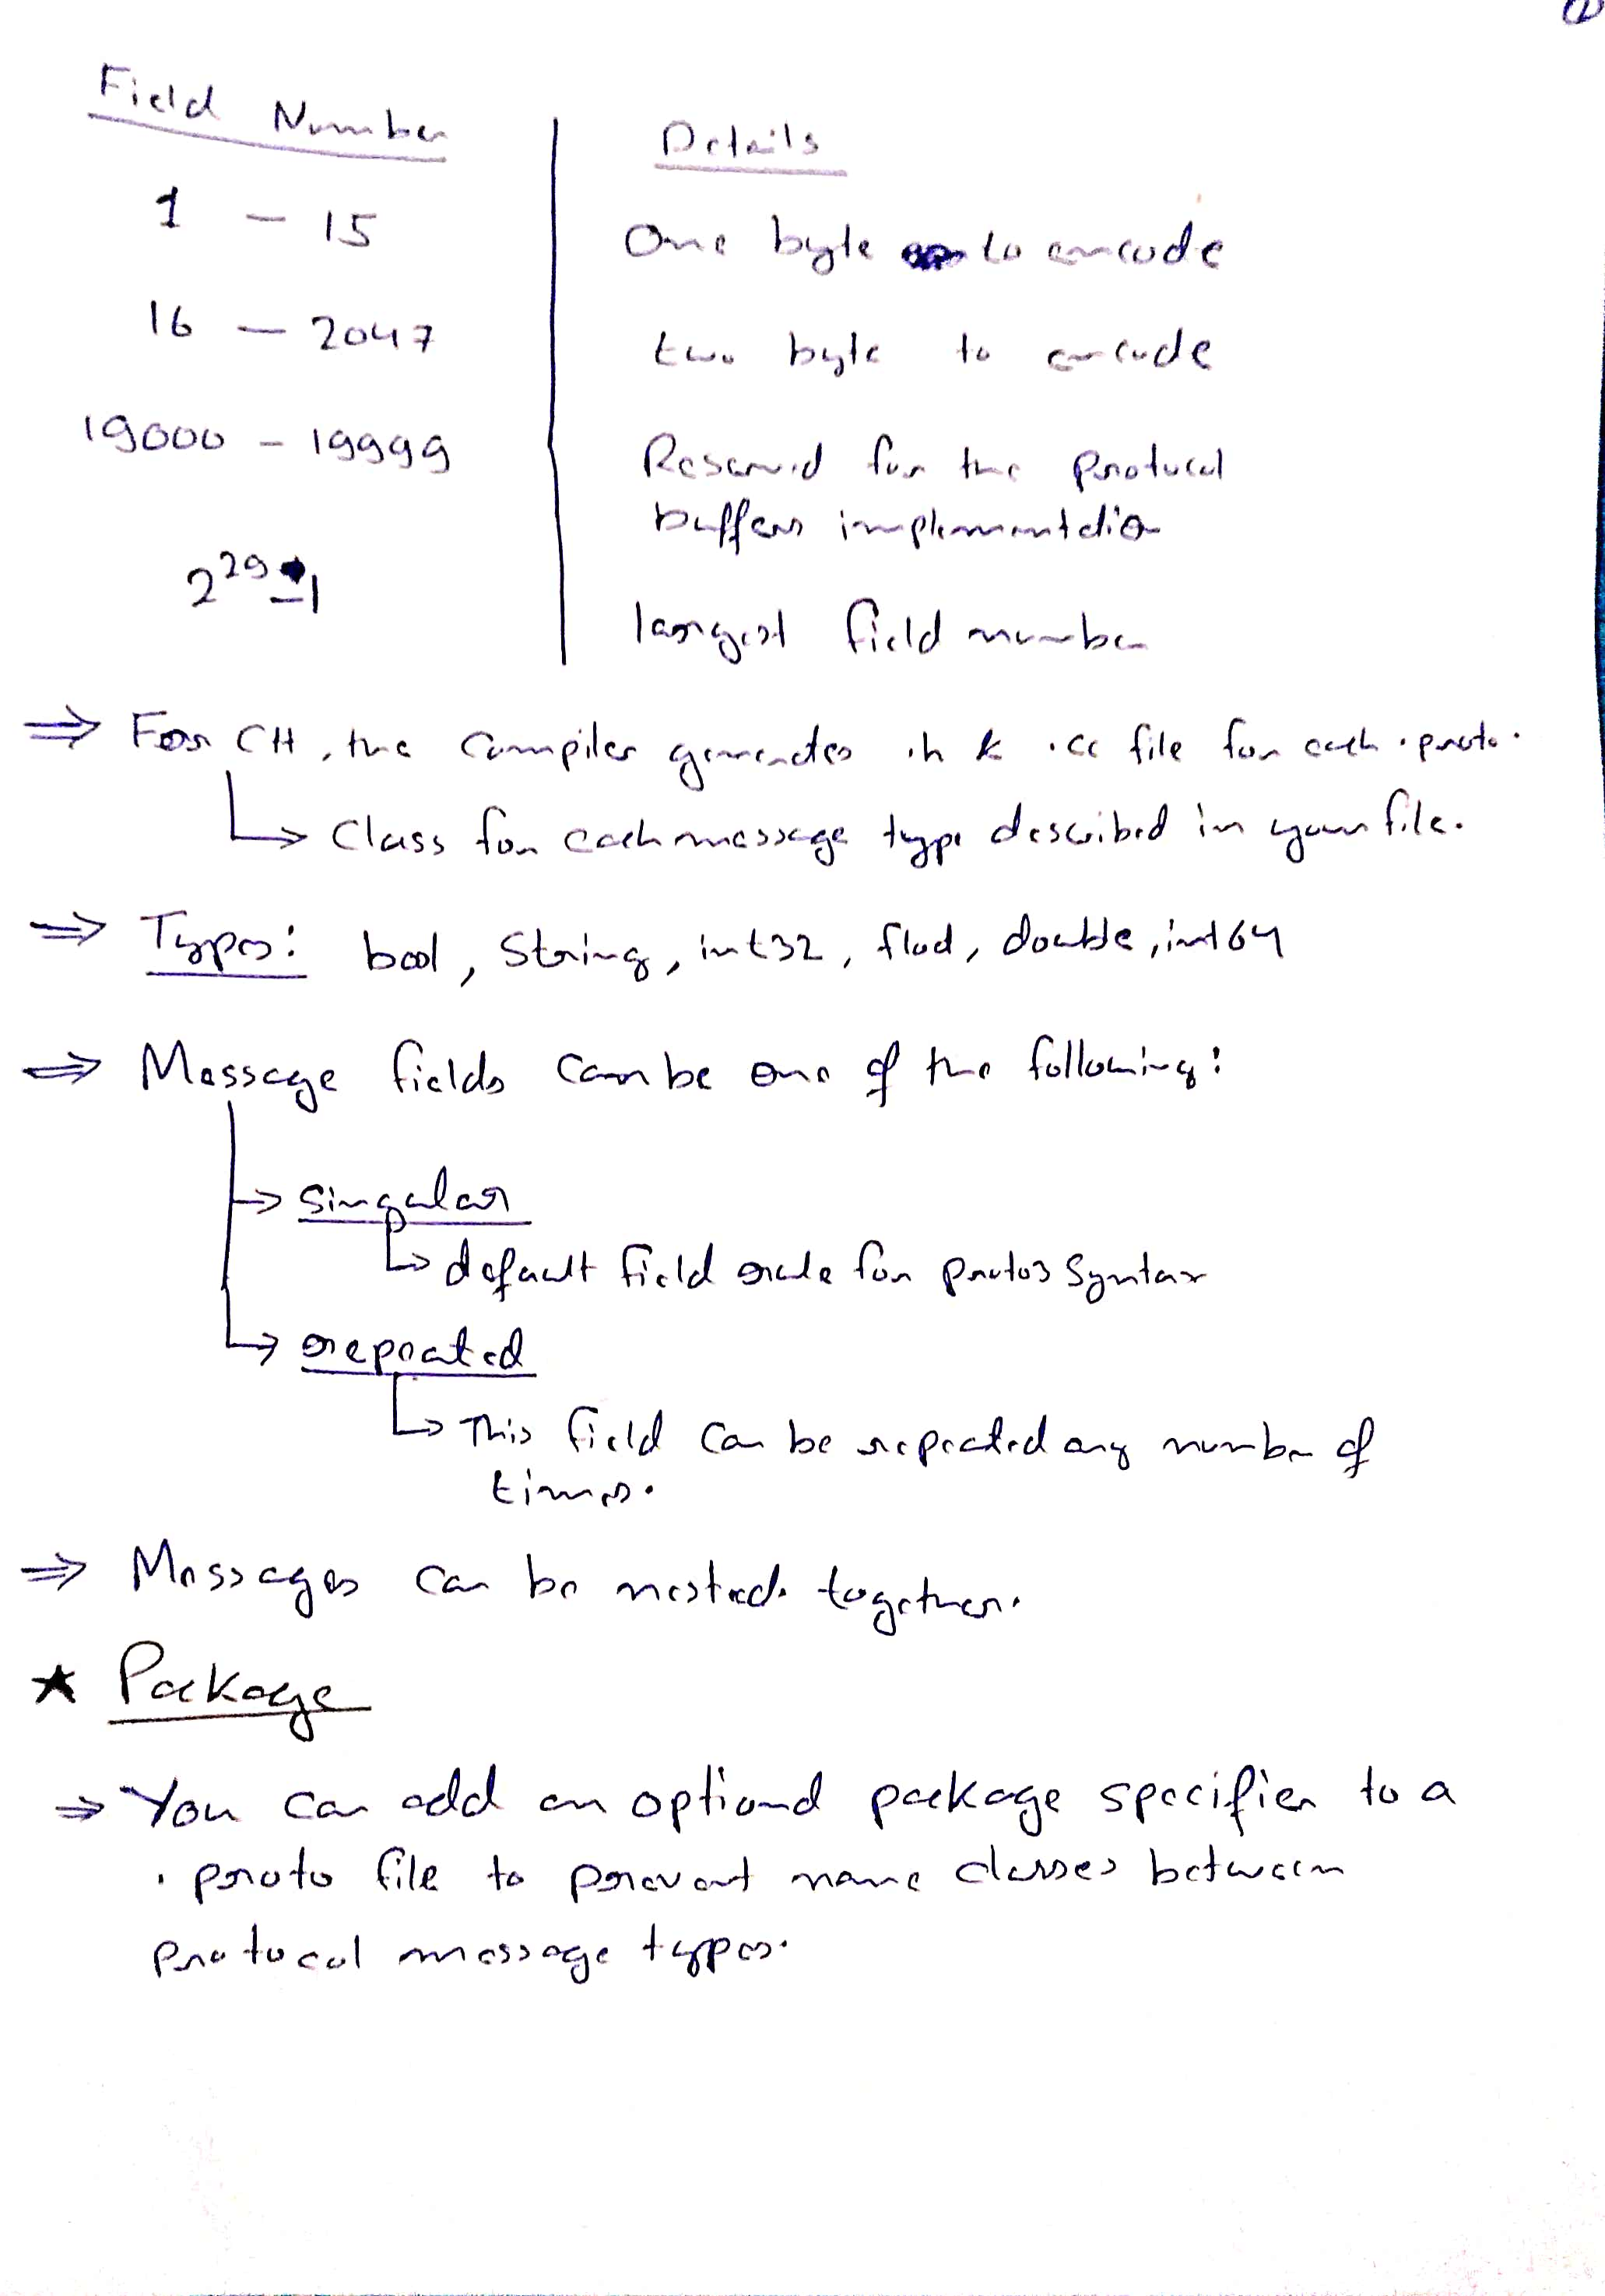 Field Number | Details
1 – 15 | One byte to encode
16 – 2047 | two byte to encode
19000 – 19999 | Reserved for the protocol
buffers implementation
2^29 - 1 | largest field number
⇒ For C++, the compiler generates .h & .cc file for each .proto.
↳ Class for each message type described in your file.
⇒ Types: bool, String, int32, float, double, int64
⇒ Message fields can be one of the following:
→ singular
↳ default field rule for proto3 syntax
→ repeated
↳ This field can be repeated any number of
times.
⇒ Messages can be nested together.
★ Package
⇒ You can add an optional package specifier to a
.proto file to prevent name classes between
protocol message types.